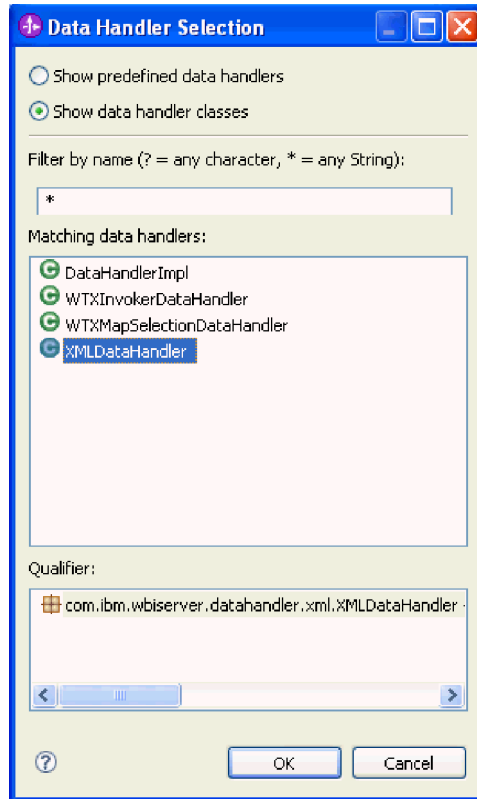 Data Handler Selection
Show predefined data handlers
Show data handler classes
Filter by name (? = any character, * = any String):
*
Matching data handlers:
DataHandlerImpl
WTXInvokerDataHandler
WTXMapSelectionDataHandler
XMLDataHandler
Qualifier:
com.ibm.wbiserver.datahandler.xml.XMLDataHandler -
OK Cancel